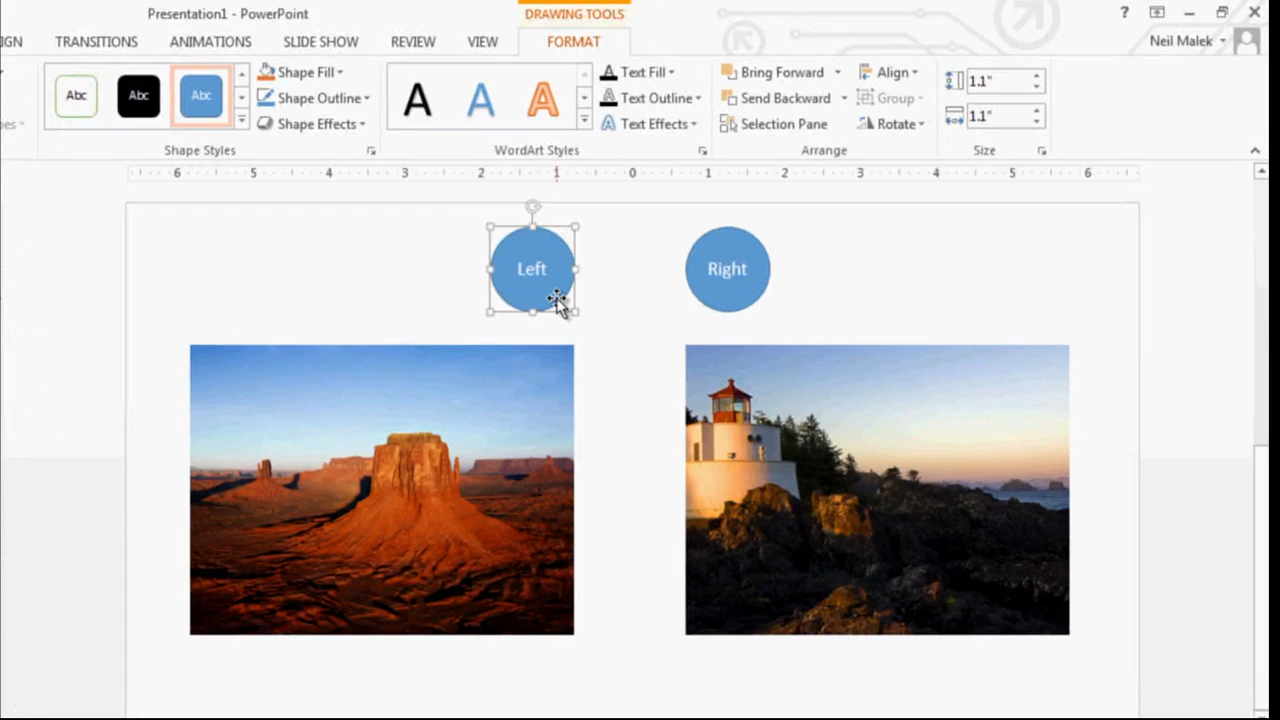 Presentation1 - PowerPoint
DRAWING TOOLS
?
IGN TRANSITIONS ANIMATIONS SLIDE SHOW REVIEW VIEW FORMAT
Neil Malek
Abc Abc Abc
Shape Fill
Shape Outline
Shape Effects
Shape Styles
A A A
Text Fill
Text Outline
Text Effects
WordArt Styles
Bring Forward
Send Backward
Selection Pane
Align
Group
Rotate
Arrange
1.1"
1.1"
Size
6 5 4 3 2 1 0 1 2 3 4 5 6
Left
Right